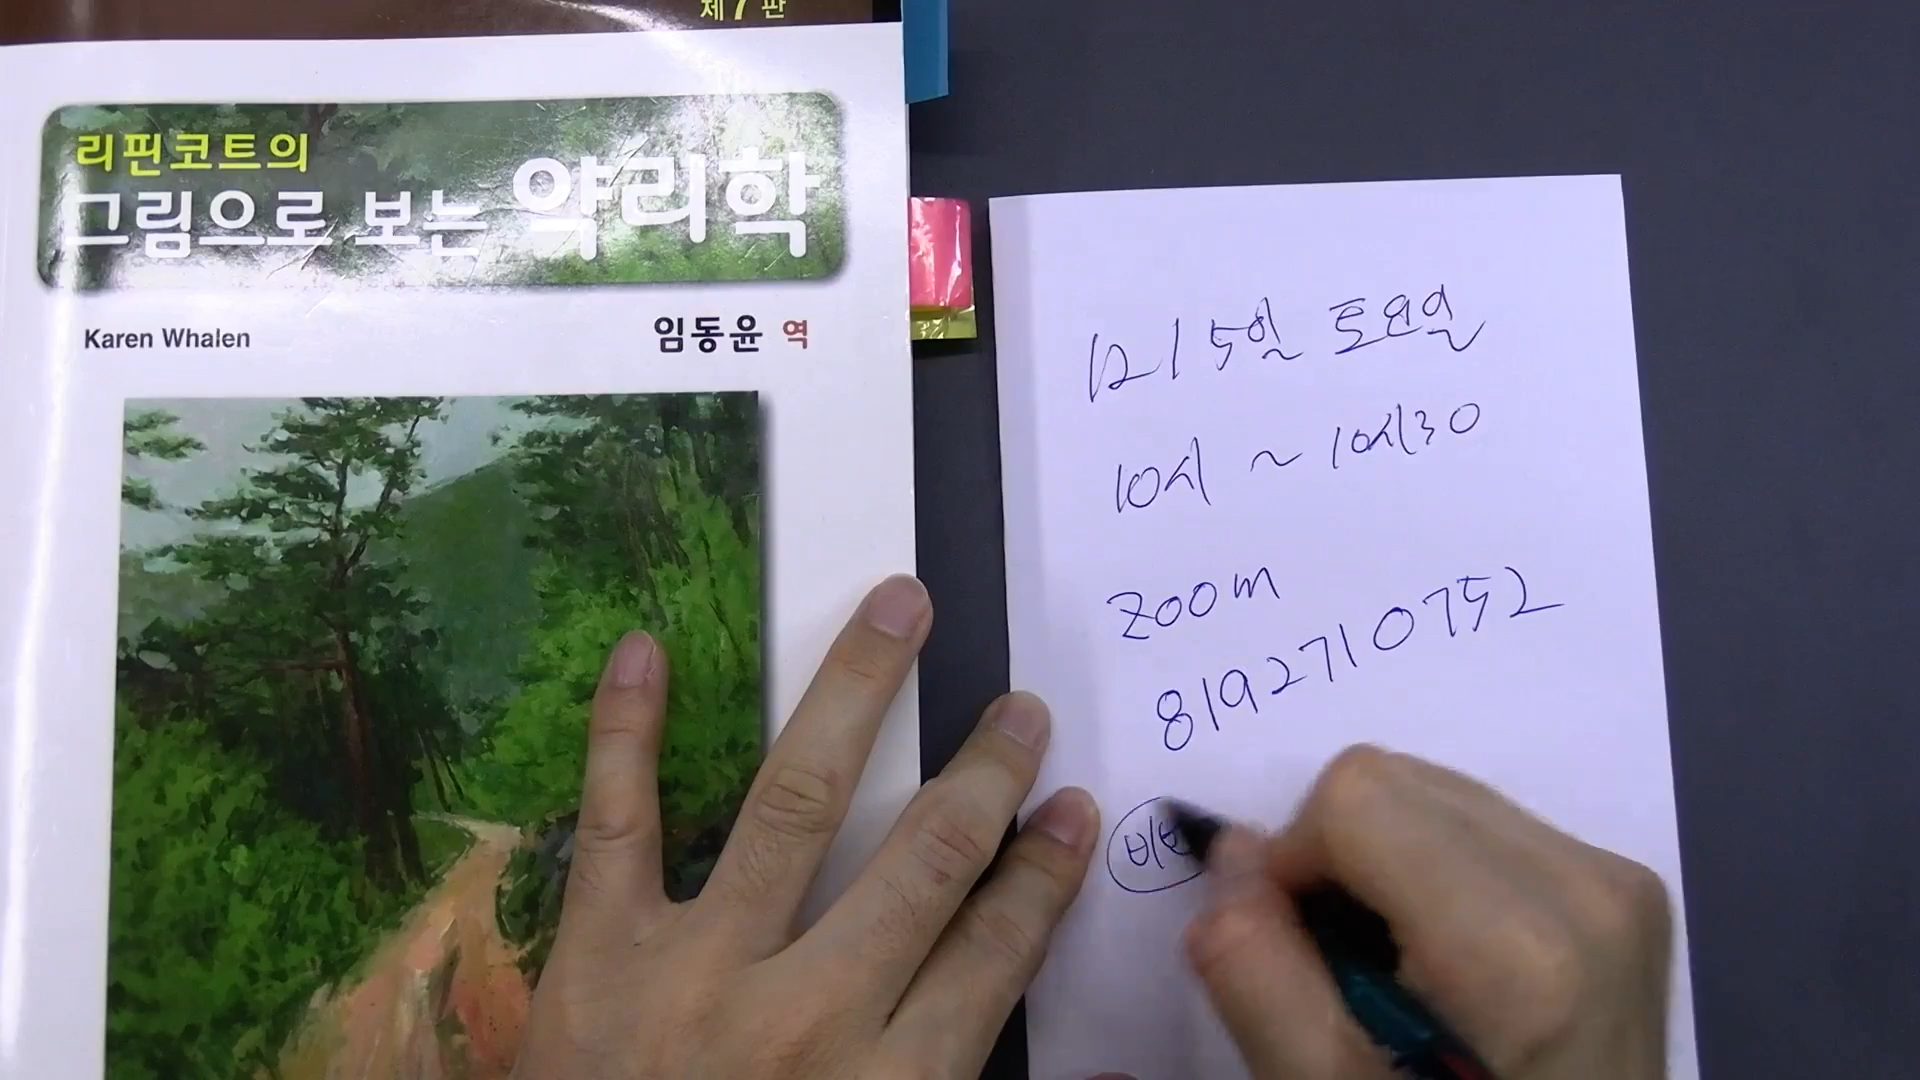 제7판
리핀코트의
그림으로 보는 약리학
Karen Whalen
임동윤 역
12/5일 토요일
10시 ~ 10시30
zoom
8192710752
비번